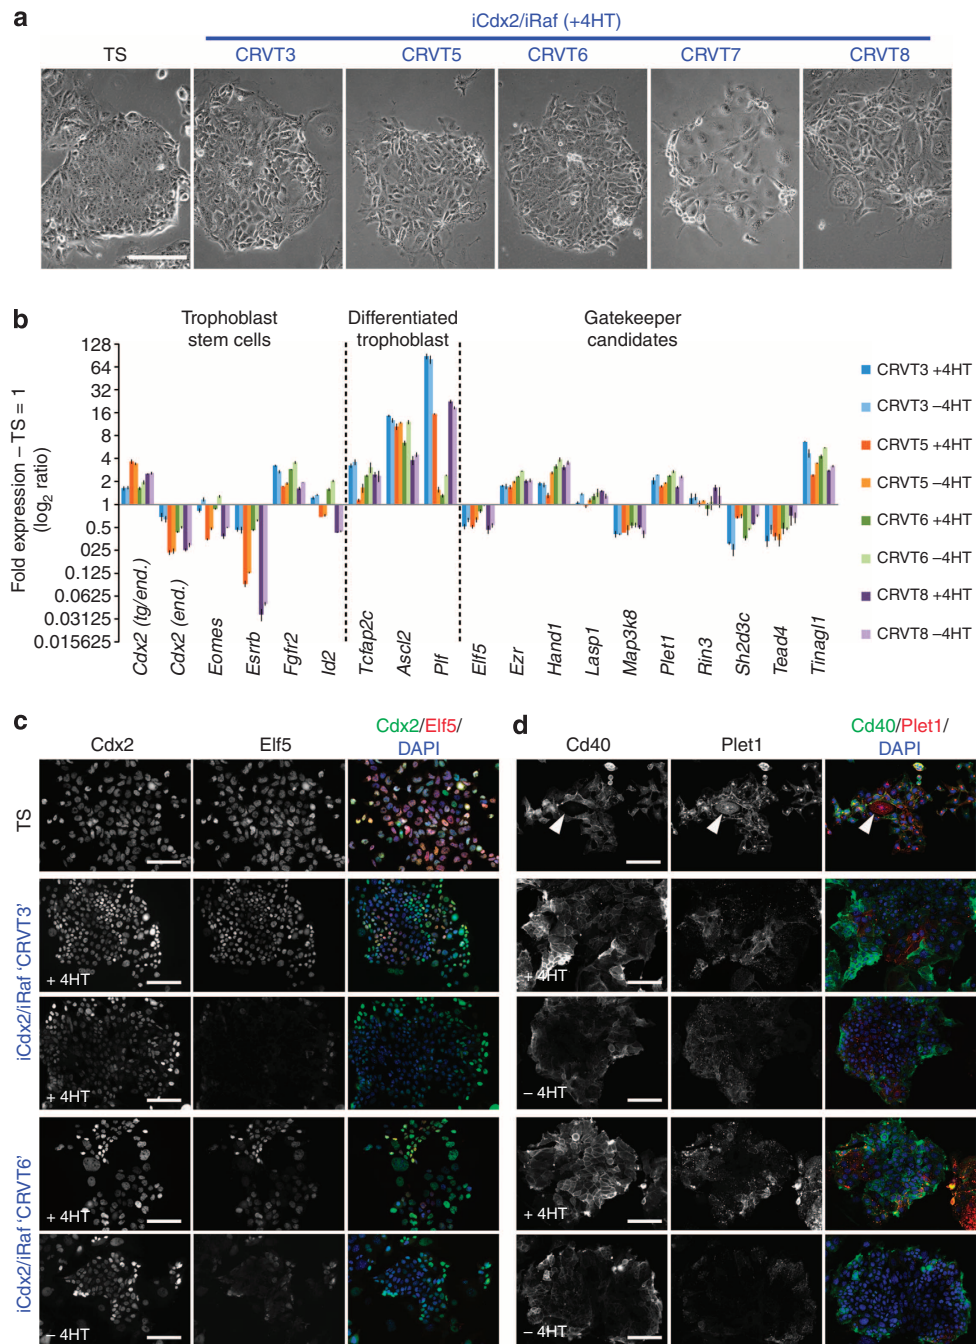 a
iCdx2/iRaf (+4HT)
TS
CRVT3
CRVT5
CRVT6
CRVT7
CRVT8
b
Trophoblast
stem cells
Differentiated
trophoblast
Gatekeeper
candidates
Fold expression – TS = 1
(log2 ratio)
128
64
32
16
8
4
2
1
0.5
0.25
0.125
0.0625
0.03125
0.015625
Cdx2 (tg/end.)
Cdx2 (end.)
Eomes
Esrrb
Fgfr2
Id2
Tcfap2c
Ascl2
Plf
Elf5
Ezr
Hand1
Lasp1
Map3k8
Plet1
Rin3
Sh2d3c
Tead4
Tinagl1
CRVT3 +4HT
CRVT3 –4HT
CRVT5 +4HT
CRVT5 –4HT
CRVT6 +4HT
CRVT6 –4HT
CRVT8 +4HT
CRVT8 –4HT
c
Cdx2
Elf5
Cdx2/Elf5/
DAPI
TS
iCdx2/iRaf ‘CRVT3’
+ 4HT
+ 4HT
iCdx2/iRaf ‘CRVT6’
+ 4HT
– 4HT
d
Cd40
Plet1
Cd40/Plet1/
DAPI
+ 4HT
– 4HT
+ 4HT
– 4HT